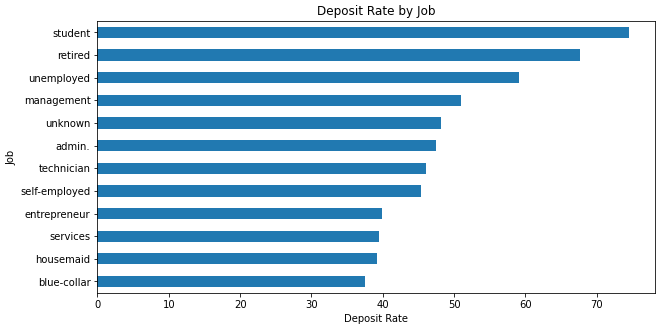 Deposit Rate by Job
student
retired
unemployed
management
unknown
admin.
technician
self-employed
entrepreneur
services
housemaid
blue-collar
Job
0 10 20 30 40 50 60 70
Deposit Rate